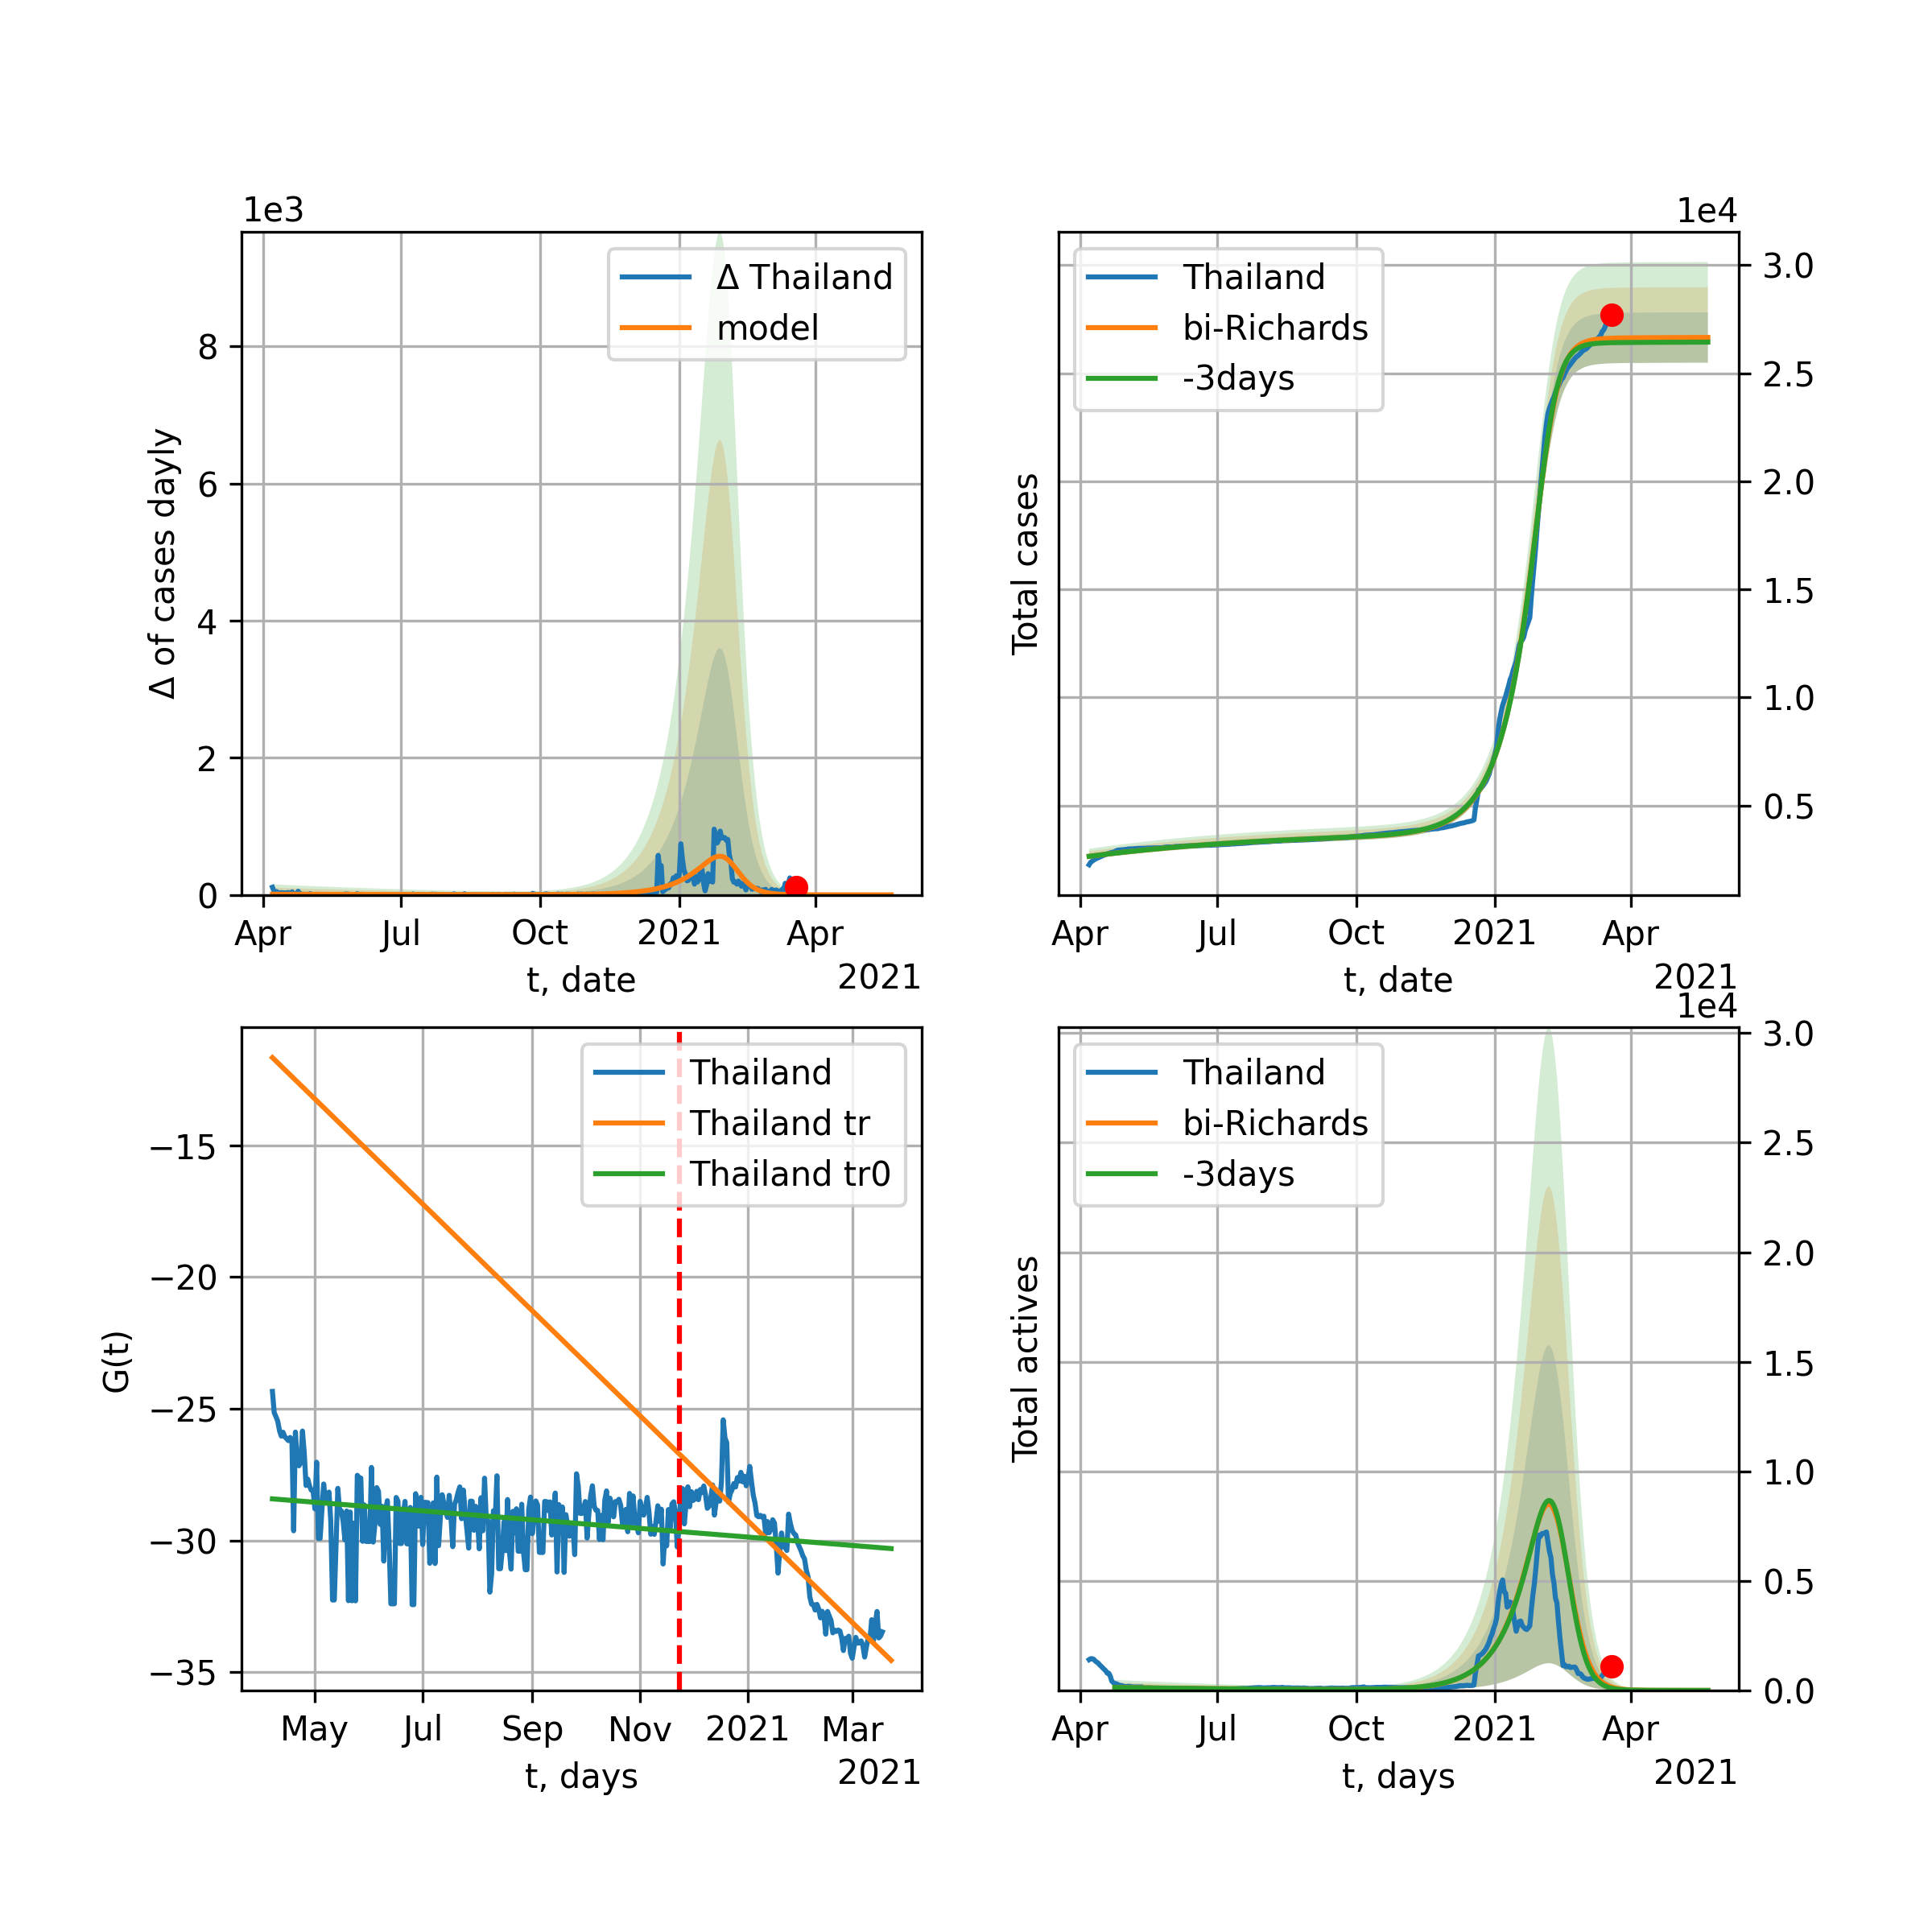 1e3
Δ Thailand
model
8
6
4
2
0
Δ of cases dayly
Apr Jul Oct 2021 Apr
t, date
2021
1e4
Thailand
bi-Richards
-3days
3.0
2.5
2.0
1.5
1.0
0.5
Total cases
Apr Jul Oct 2021 Apr
t, date
2021
Thailand
Thailand tr
Thailand tr0
−15
−20
−25
−30
−35
G(t)
May Jul Sep Nov 2021 Mar
t, days
2021
1e4
Thailand
bi-Richards
-3days
3.0
2.5
2.0
1.5
1.0
0.5
0.0
Total actives
Apr Jul Oct 2021 Apr
t, days
2021